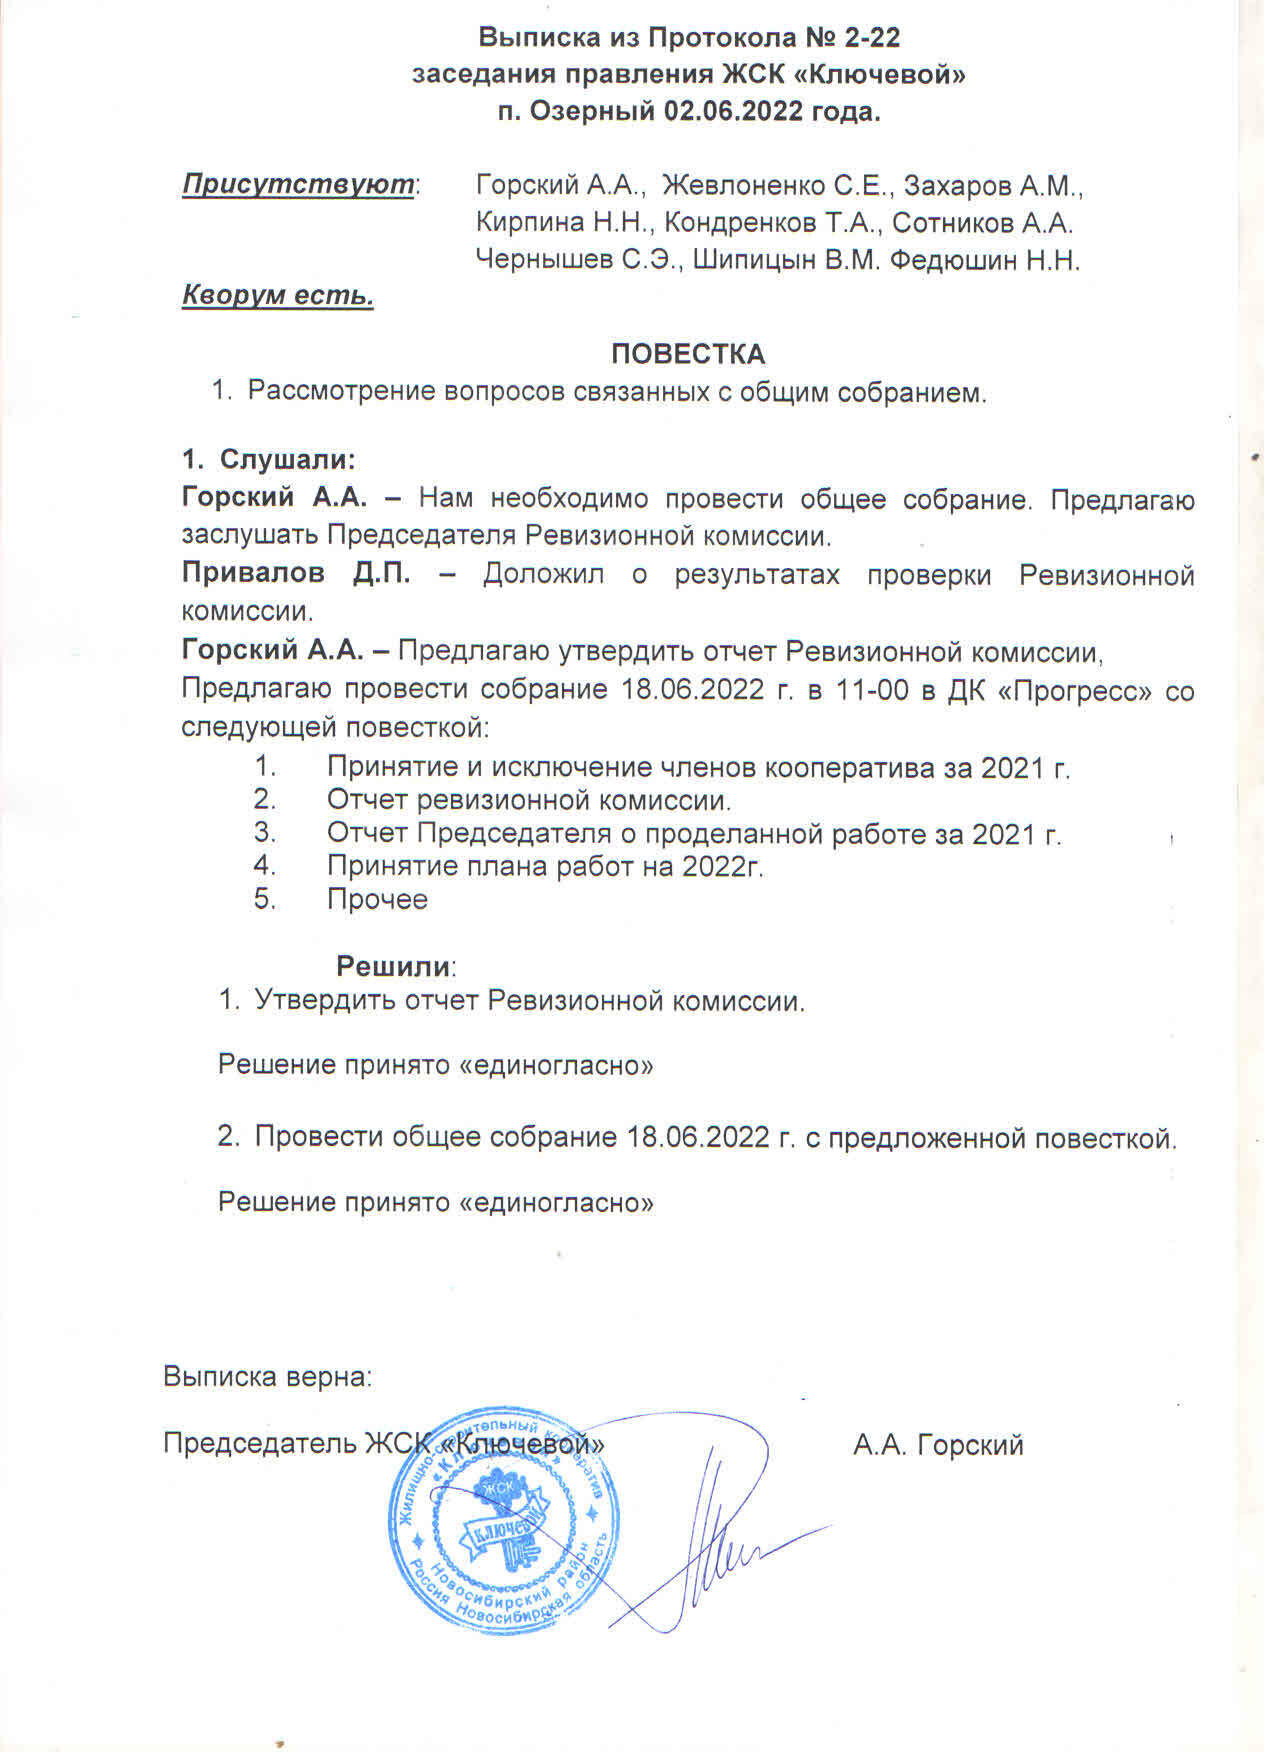 Выписка из Протокола № 2-22
заседания правления ЖСК «Ключевой»
п. Озерный 02.06.2022 года.
Присутствуют: Горский А.А., Жевлоненко С.Е., Захаров А.М.,
Кирпина Н.Н., Кондренков Т.А., Сотников А.А.
Чернышев С.Э., Шипицын В.М. Федюшин Н.Н.
Кворум есть.
ПОВЕСТКА
1. Рассмотрение вопросов связанных с общим собранием.
1. Слушали:
Горский А.А. – Нам необходимо провести общее собрание. Предлагаю
заслушать Председателя Ревизионной комиссии.
Привалов Д.П. – Доложил о результатах проверки Ревизионной
комиссии.
Горский А.А. – Предлагаю утвердить отчет Ревизионной комиссии,
Предлагаю провести собрание 18.06.2022 г. в 11-00 в ДК «Прогресс» со
следующей повесткой:
1. Принятие и исключение членов кооператива за 2021 г.
2. Отчет ревизионной комиссии.
3. Отчет Председателя о проделанной работе за 2021 г.
4. Принятие плана работ на 2022г.
5. Прочее
Решили:
1. Утвердить отчет Ревизионной комиссии.
Решение принято «единогласно»
2. Провести общее собрание 18.06.2022 г. с предложенной повесткой.
Решение принято «единогласно»
Выписка верна:
Председатель ЖСК «Ключевой» А.А. Горский
Жилищно-строительный кооператив
«Ключевой»
ЖСК
КЛЮЧЕВОЙ
Новосибирский район
Россия Новосибирская область